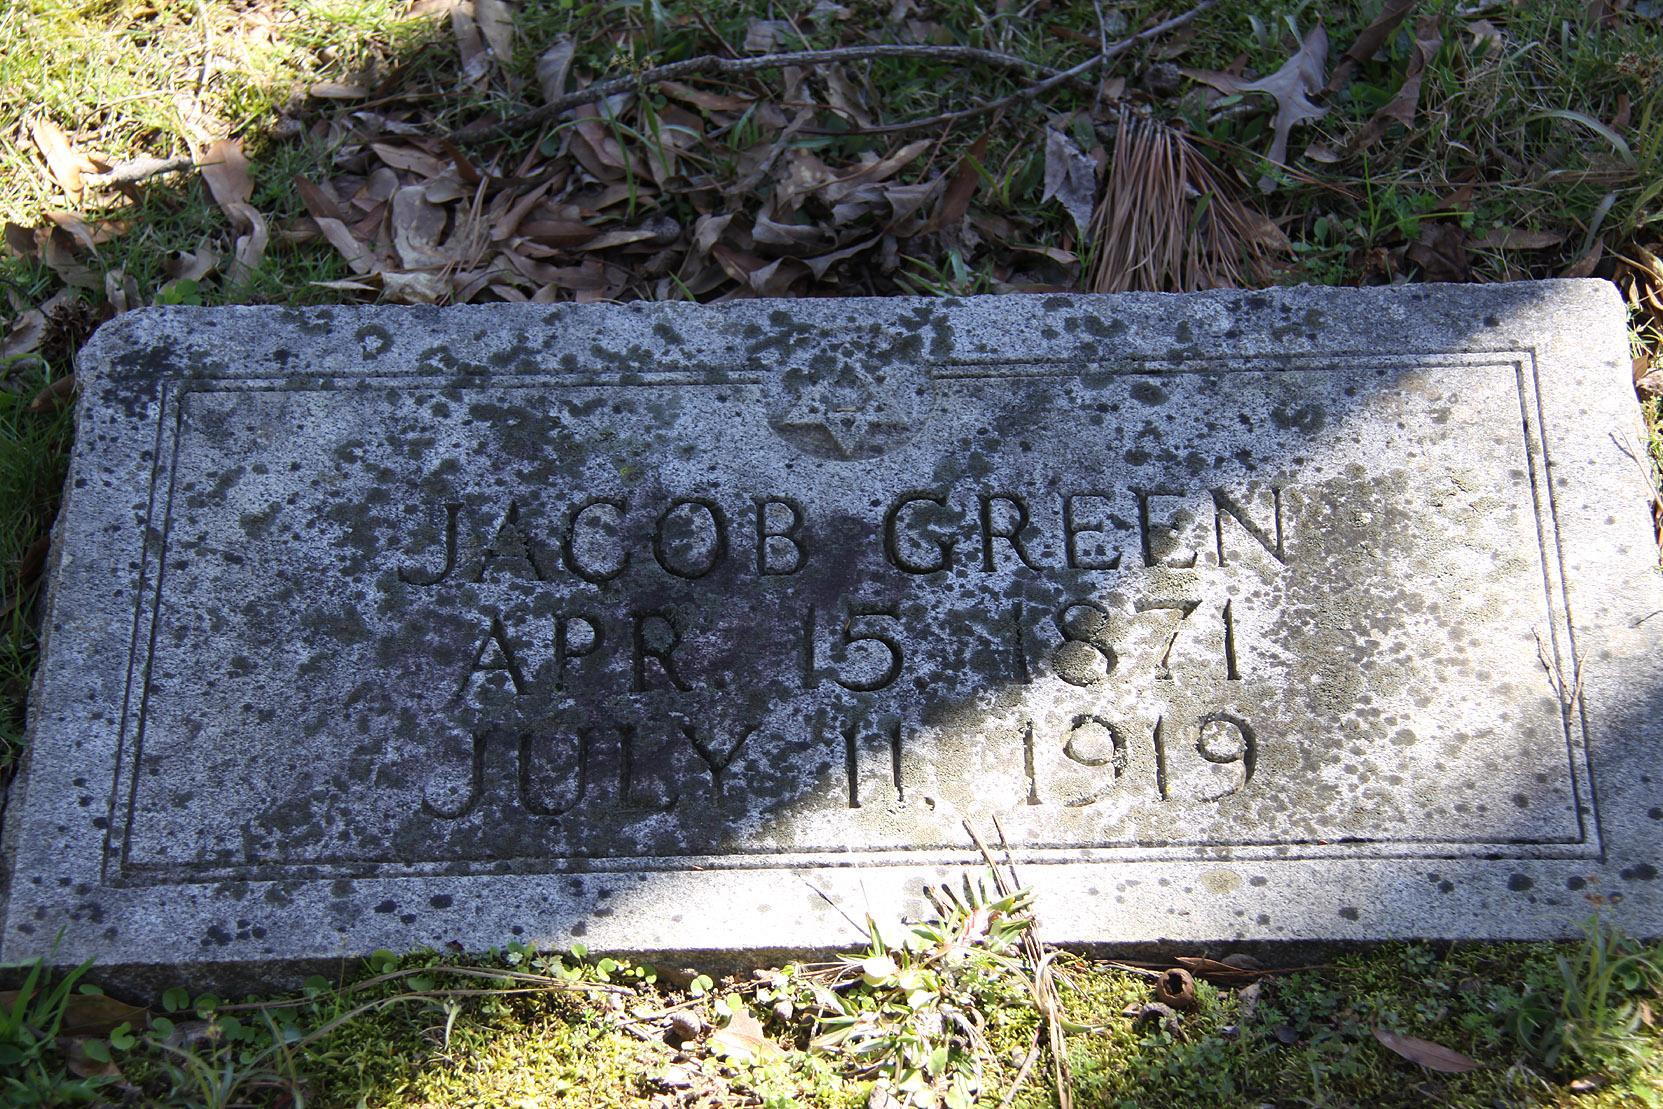 JACOB GREEN
APR. 15 1871
JULY 11, 1919